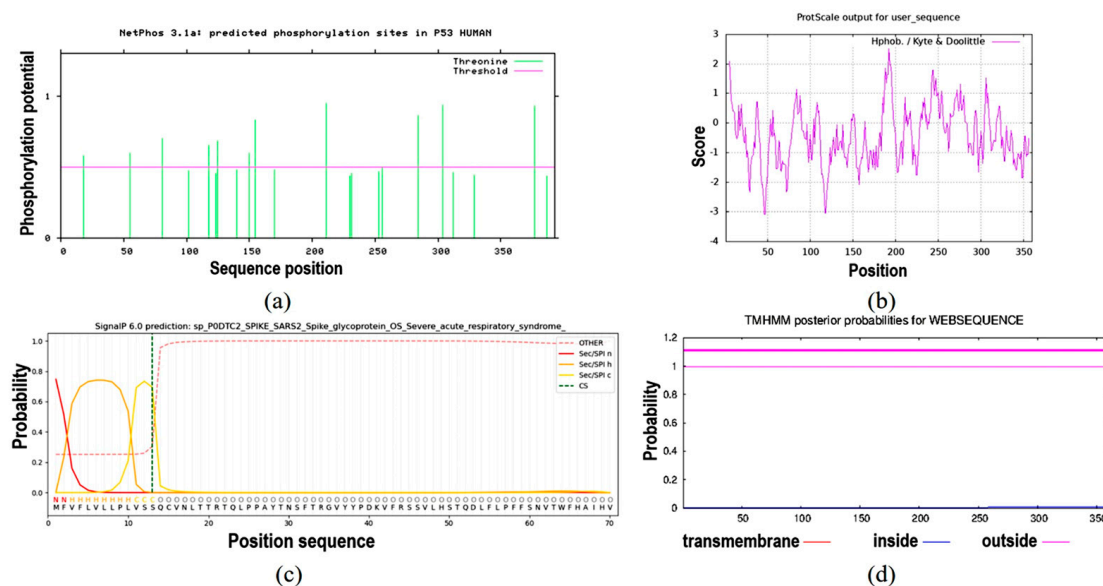 NetPhos 3.1a: predicted phosphorylation sites in P53 HUMAN
Threonine
Threshold
Phosphorylation potential
1
0
0 50 100 150 200 250 300 350
Sequence position
(a)
ProtScale output for user_sequence
Hphob. / Kyte & Doolittle
Score
3
2
1
0
-1
-2
-3
-4
50 100 150 200 250 300 350
Position
(b)
SignalP 6.0 prediction: sp_P0DTC2_SPIKE_SARS2_Spike_glycoprotein_OS_Severe_acute_respiratory_syndrome_
OTHER
Sec/SPI n
Sec/SPI h
Sec/SPI c
CS
Probability
1.0
0.8
0.6
0.4
0.2
0.0
N N H H H H H H H H C C C O O O O O O O O O O O O O O O O O O O O O O O O O O O O O O O O O O O O O O O O O O O O O O O O O O O O O O O O O
M F V F L V L L P L V S S Q C V N L T T R T Q L P P A Y T N S F T R G V Y Y P D K V F R S S V L H S T Q D L F L P F F S N V T W F H A I H V
0 10 20 30 40 50 60 70
Position sequence
(c)
TMHMM posterior probabilities for WEBSEQUENCE
Probability
1.2
1
0.8
0.6
0.4
0.2
0
50 100 150 200 250 300 350
transmembrane inside outside
(d)